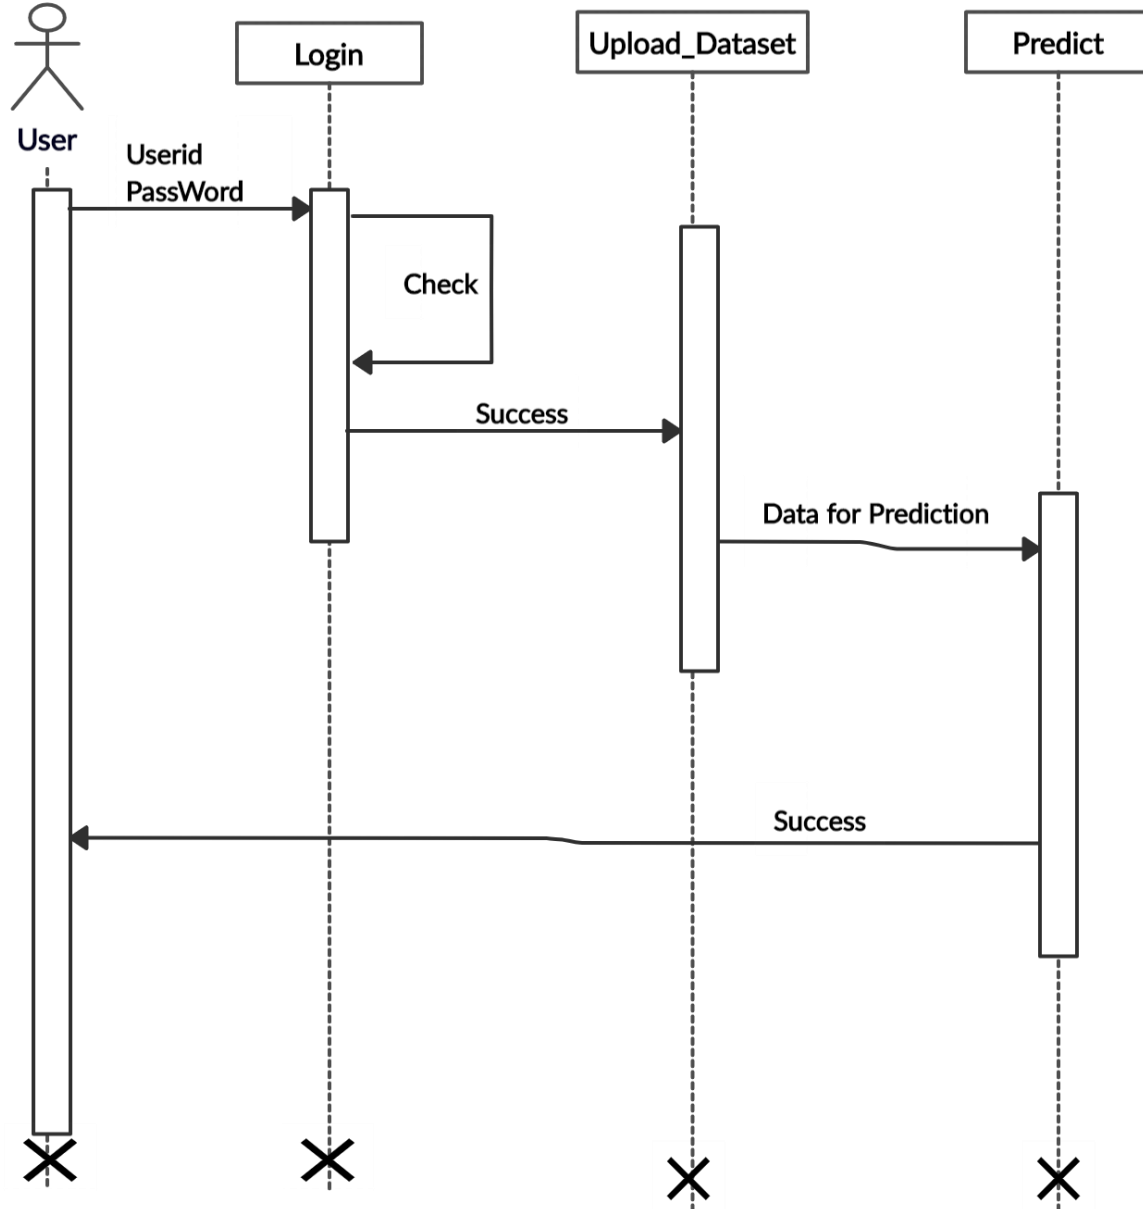 Login
Upload_Dataset
Predict
User
Userid
PassWord
Check
Success
Data for Prediction
Success